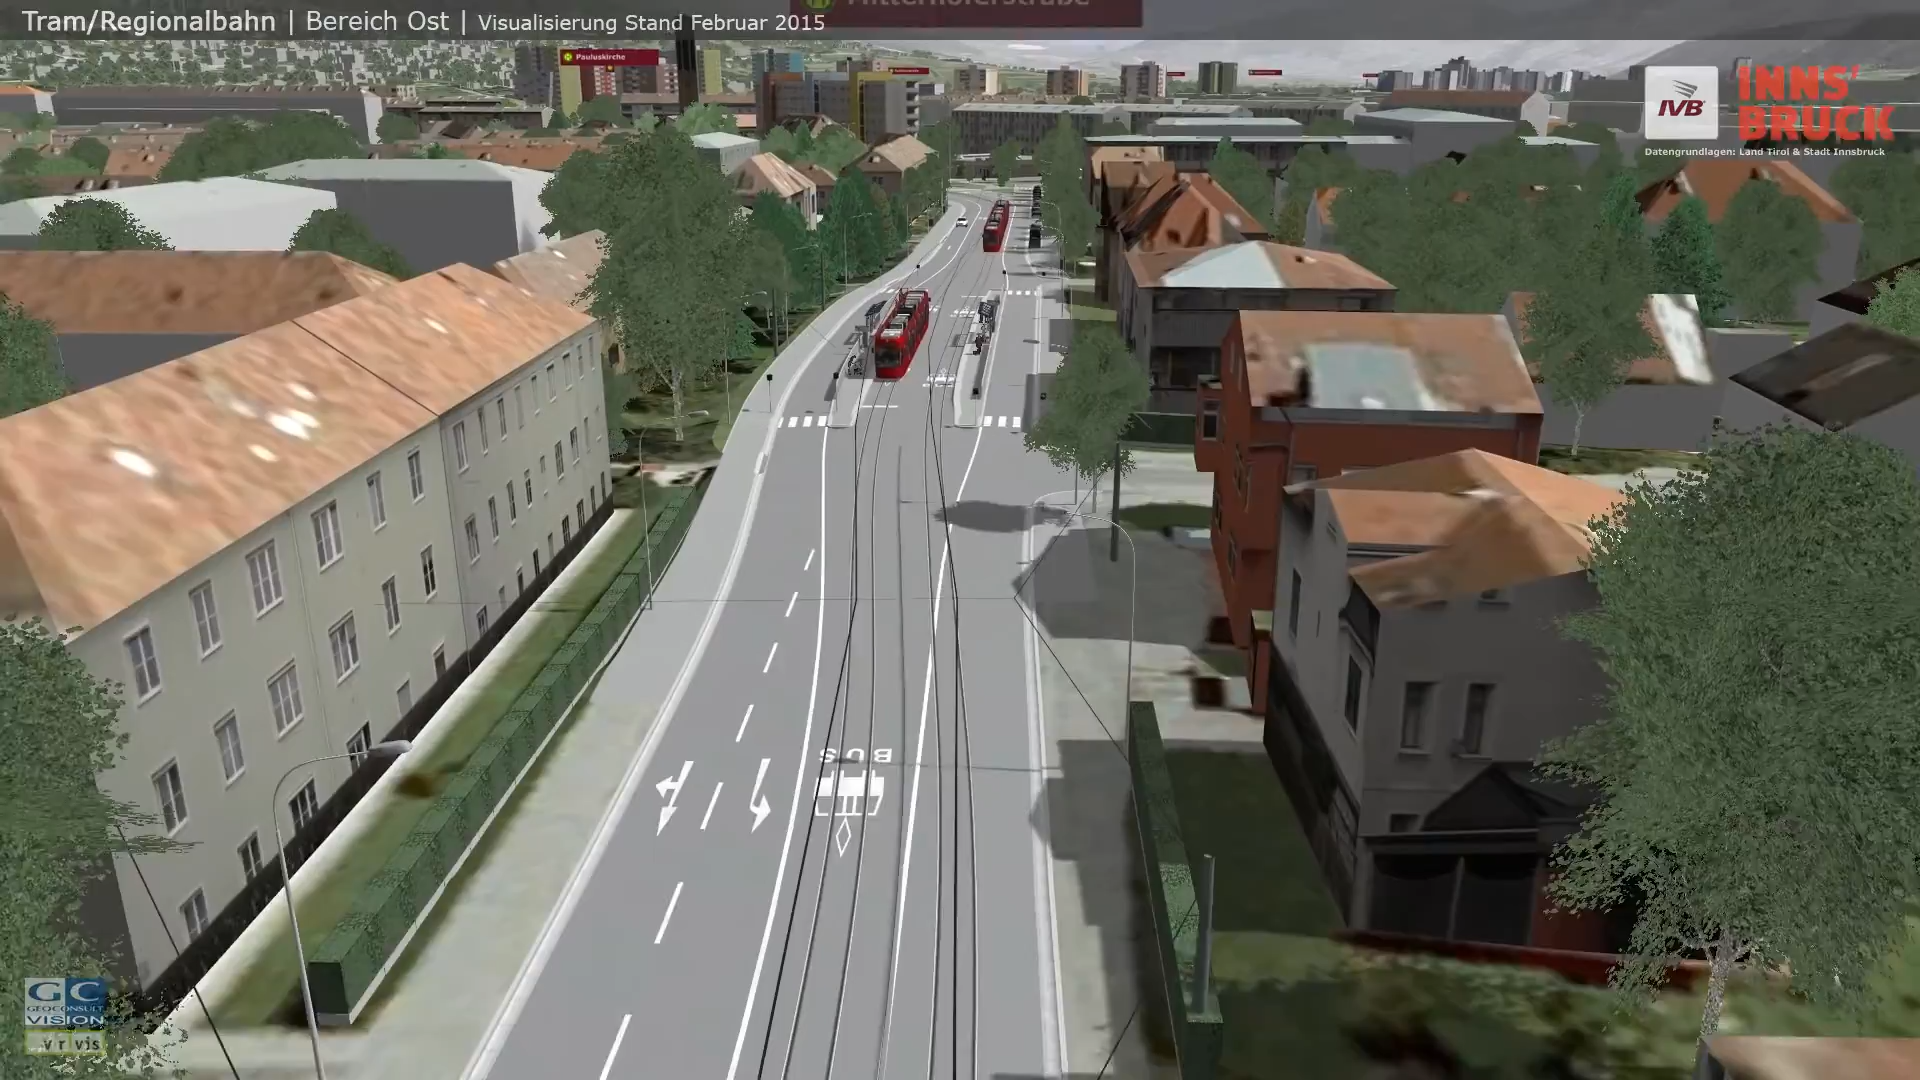 Tram/Regionalbahn | Bereich Ost | Visualisierung Stand Februar 2015
Mitterhoferstraße
Pauluskirche
IVB
INNS'
BRUCK
Datengrundlagen: Land Tirol & Stadt Innsbruck
BUS
GC
GEOCONSULT
VISION
vrvis